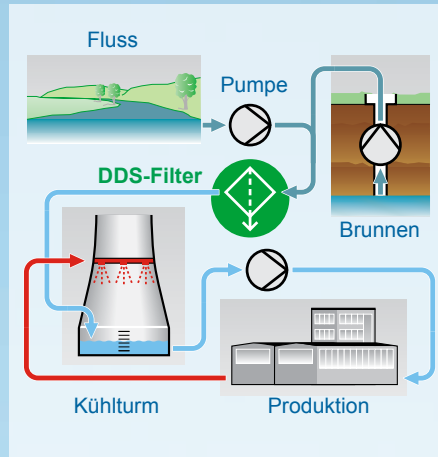 Fluss
Pumpe
DDS-Filter
Brunnen
Kühlturm
Produktion